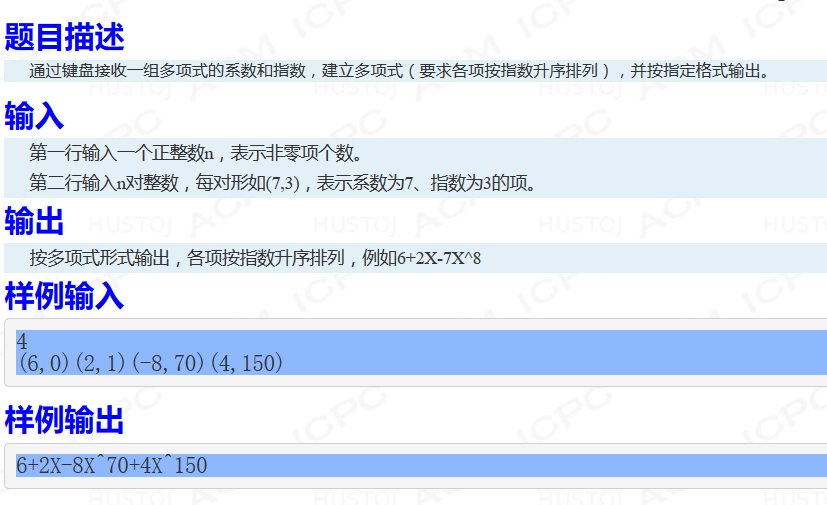 题目描述
通过键盘接收一组多项式的系数和指数，建立多项式（要求各项按指数升序排列），并按指定格式输出。
输入
第一行输入一个正整数n，表示非零项个数。
第二行输入n对整数，每对形如(7,3)，表示系数为7、指数为3的项。
输出
按多项式形式输出，各项按指数升序排列，例如6+2X-7X^8
样例输入
4
(6,0)(2,1)(-8,70)(4,150)
样例输出
6+2X-8X^70+4X^150